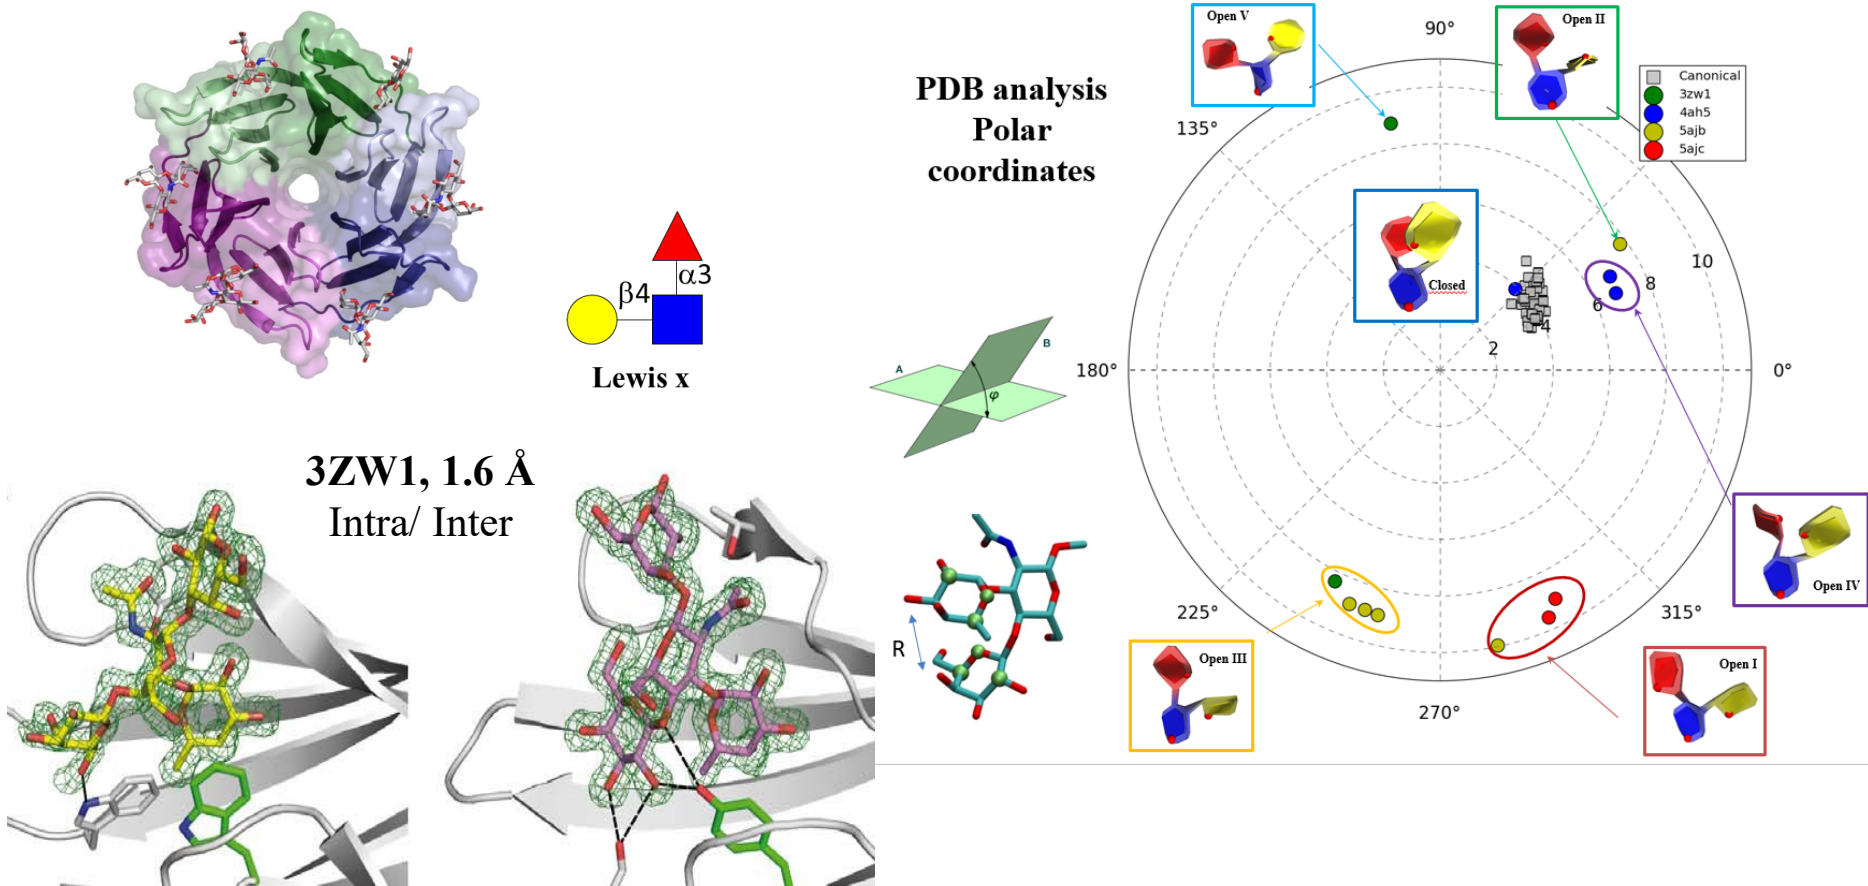 PDB analysis
Polar
coordinates
Open V
90°
Open II
Canonical
3zw1
4ah5
5ajb
5ajc
135°
10
8
6
4
2
Closed
α3
β4
Lewis x
A
B
φ
180°
0°
3ZW1, 1.6 Å
Intra/ Inter
R
225°
315°
270°
Open IV
Open III
Open I